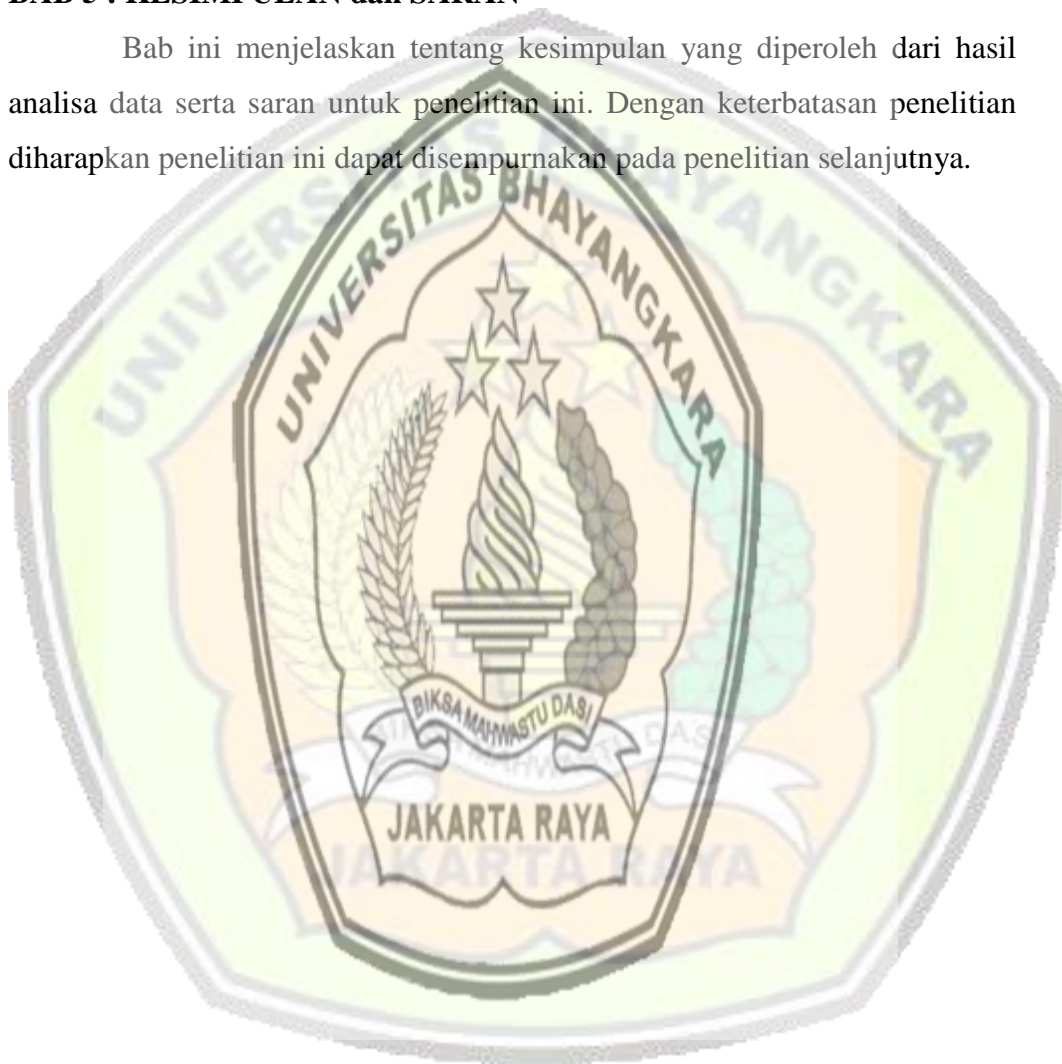 BAB 5 : KESIMPULAN dan SARAN
Bab ini menjelaskan tentang kesimpulan yang diperoleh dari hasil
analisa data serta saran untuk penelitian ini. Dengan keterbatasan penelitian
diharapkan penelitian ini dapat disempurnakan pada penelitian selanjutnya.
UNIVERSITAS BHAYANGKARA
BIKSA MAHWASTU DASI
JAKARTA RAYA